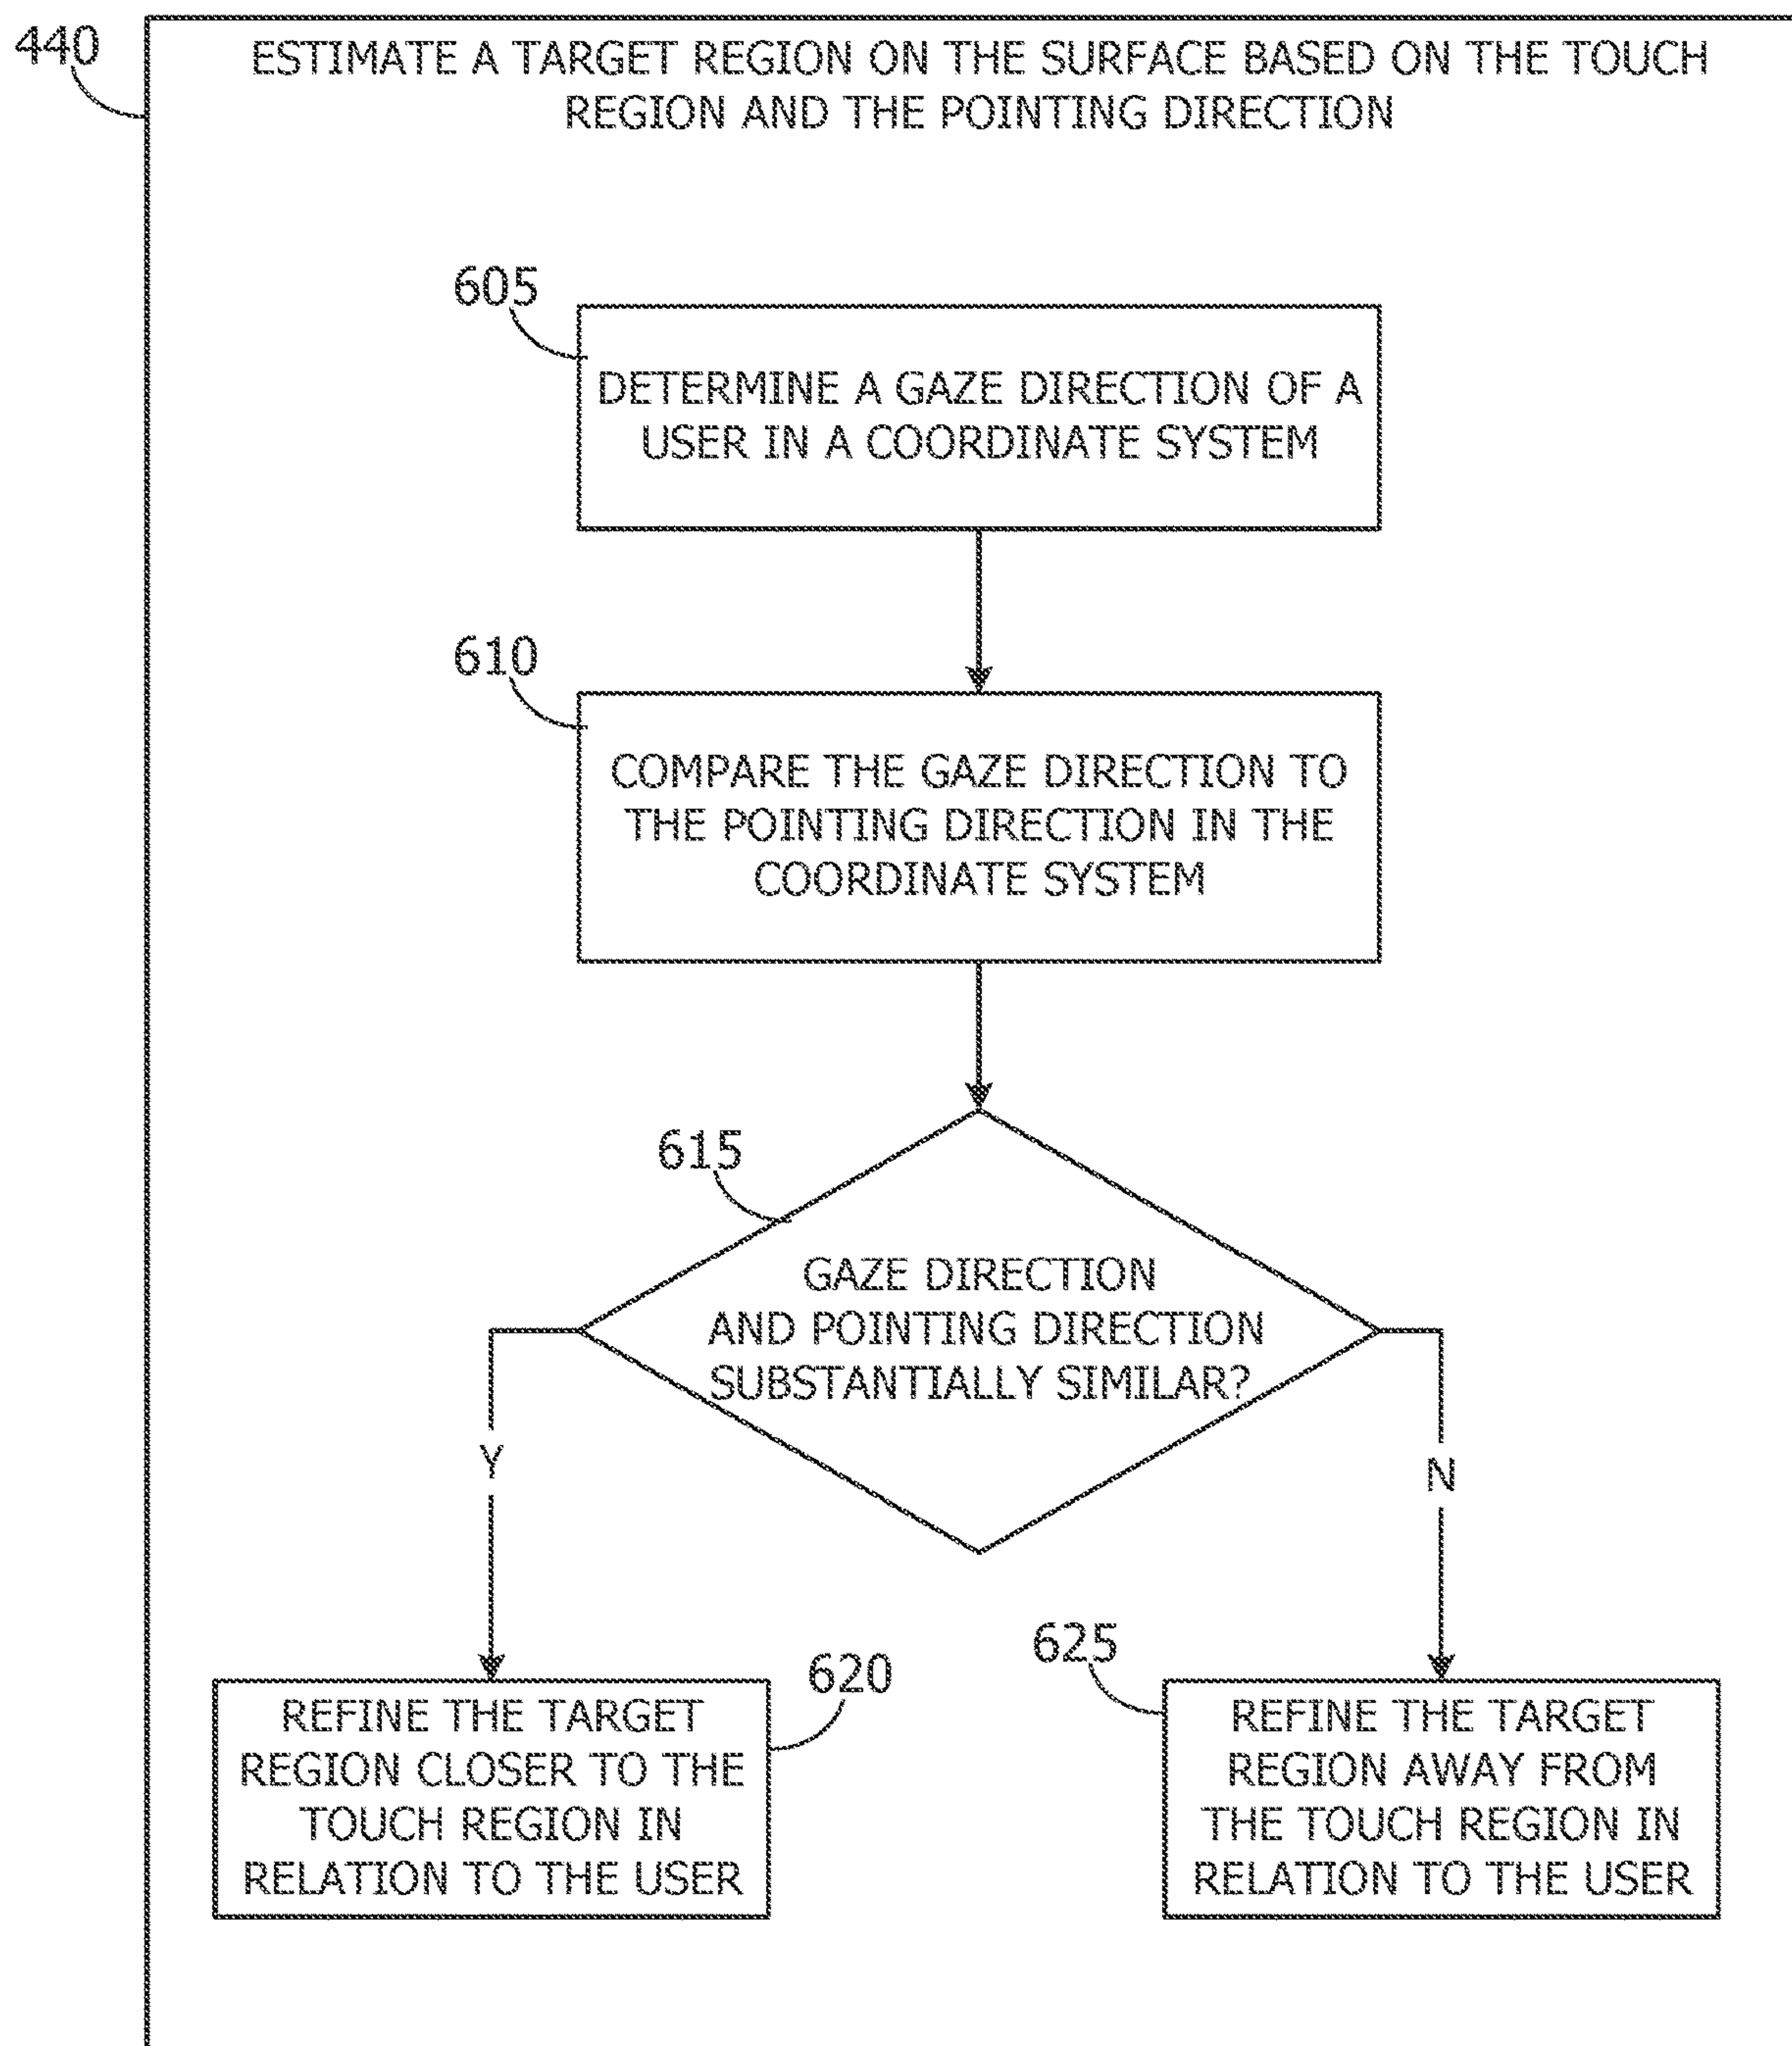 440
ESTIMATE A TARGET REGION ON THE SURFACE BASED ON THE TOUCH
REGION AND THE POINTING DIRECTION
605
DETERMINE A GAZE DIRECTION OF A
USER IN A COORDINATE SYSTEM
610
COMPARE THE GAZE DIRECTION TO
THE POINTING DIRECTION IN THE
COORDINATE SYSTEM
615
GAZE DIRECTION
AND POINTING DIRECTION
SUBSTANTIALLY SIMILAR?
Y
N
620
REFINE THE TARGET
REGION CLOSER TO THE
TOUCH REGION IN
RELATION TO THE USER
625
REFINE THE TARGET
REGION AWAY FROM
THE TOUCH REGION IN
RELATION TO THE USER